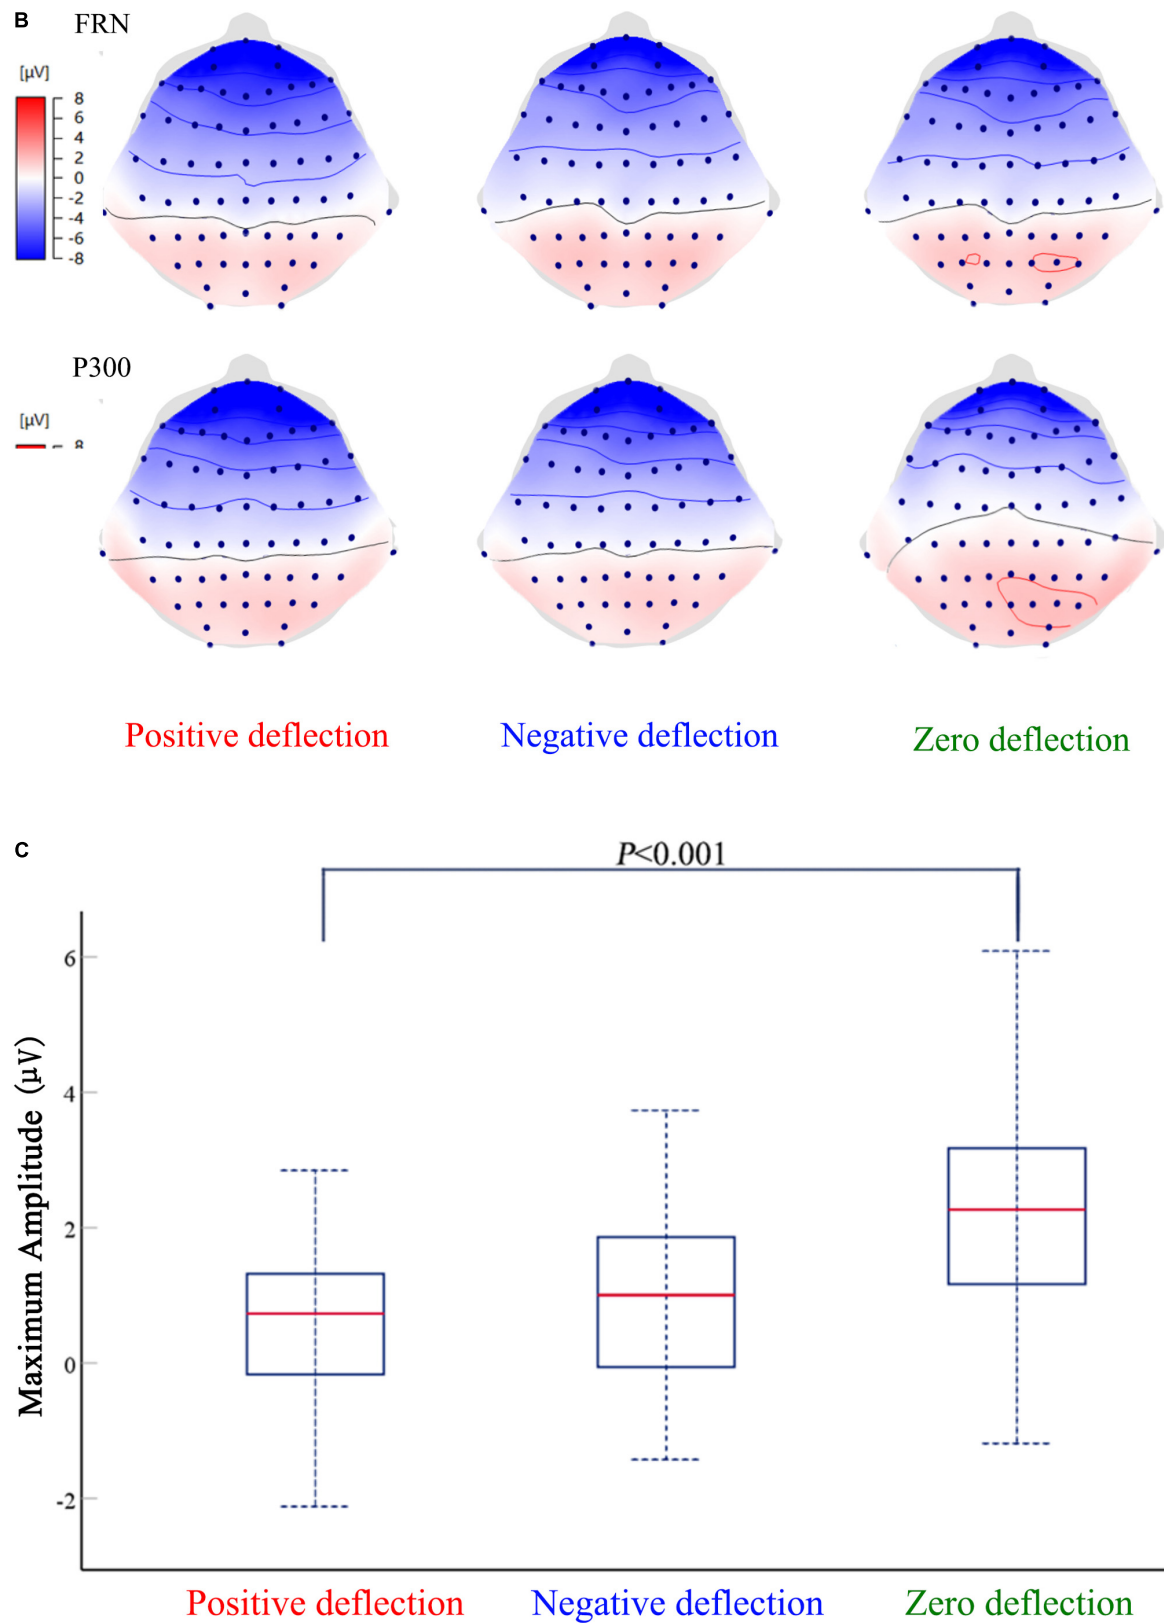 B
FRN
[μV]
8
6
4
2
0
-2
-4
-6
-8
P300
[μV]
8
Positive deflection
Negative deflection
Zero deflection
C
P<0.001
Maximum Amplitude (μV)
6
4
2
0
-2
Positive deflection
Negative deflection
Zero deflection